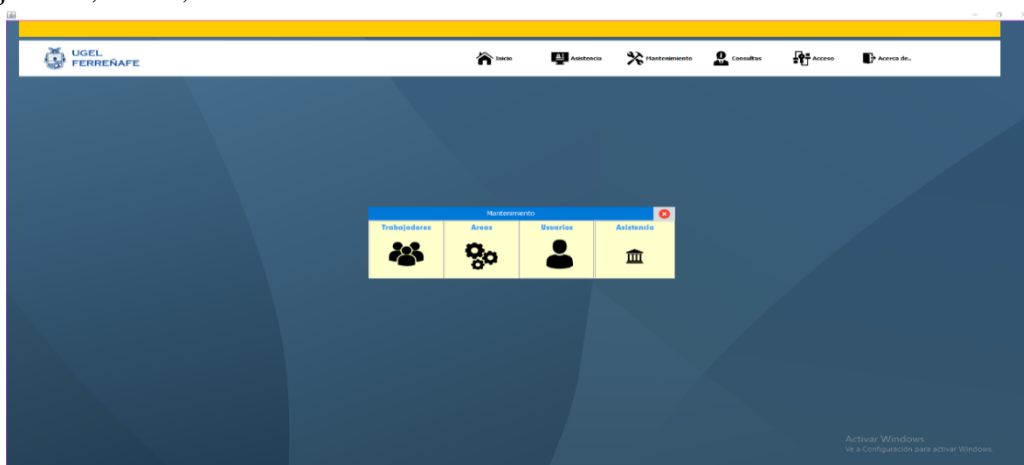 UGEL
FERREÑAFE
Inicio
Asistencia
Mantenimiento
Consultas
Acceso
Acerca de..
Mantenimiento
Trabajadores
Areas
Usuarios
Asistencia
Activar Windows
Ve a Configuración para activar Windows.